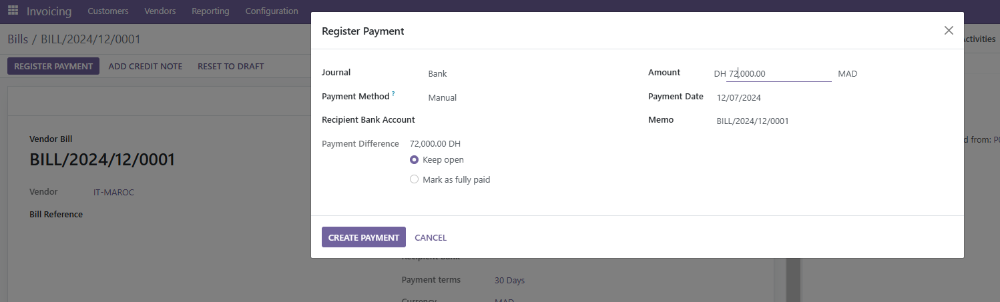 Invoicing Customers Vendors Reporting Configuration
Bills / BILL/2024/12/0001
REGISTER PAYMENT ADD CREDIT NOTE RESET TO DRAFT
Vendor Bill
BILL/2024/12/0001
Vendor IT-MAROC
Bill Reference
Register Payment
Journal Bank
Payment Method ? Manual
Recipient Bank Account
Payment Difference 72,000.00 DH
Keep open
Mark as fully paid
Amount DH 72,000.00 MAD
Payment Date 12/07/2024
Memo BILL/2024/12/0001
CREATE PAYMENT CANCEL
Activities
d from: PO
Recipient Bank
Payment terms 30 Days
Currency MAD